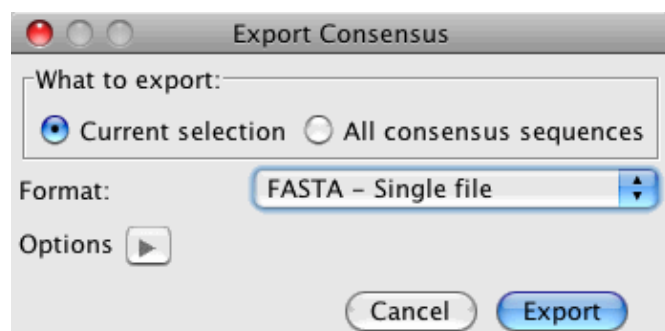 Export Consensus
What to export:
Current selection All consensus sequences
Format: FASTA – Single file
Options
Cancel Export